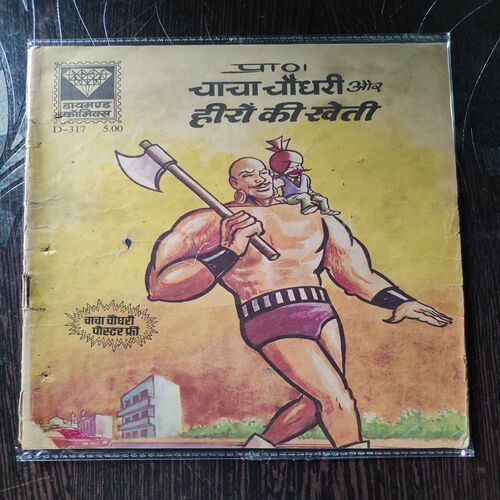 डायमण्ड
कॉमिक्स
D-317 5.00
प्राण
चाचा चौधरी और
हीरों की खेती
चाचा चौधरी
पोस्टर फ्री